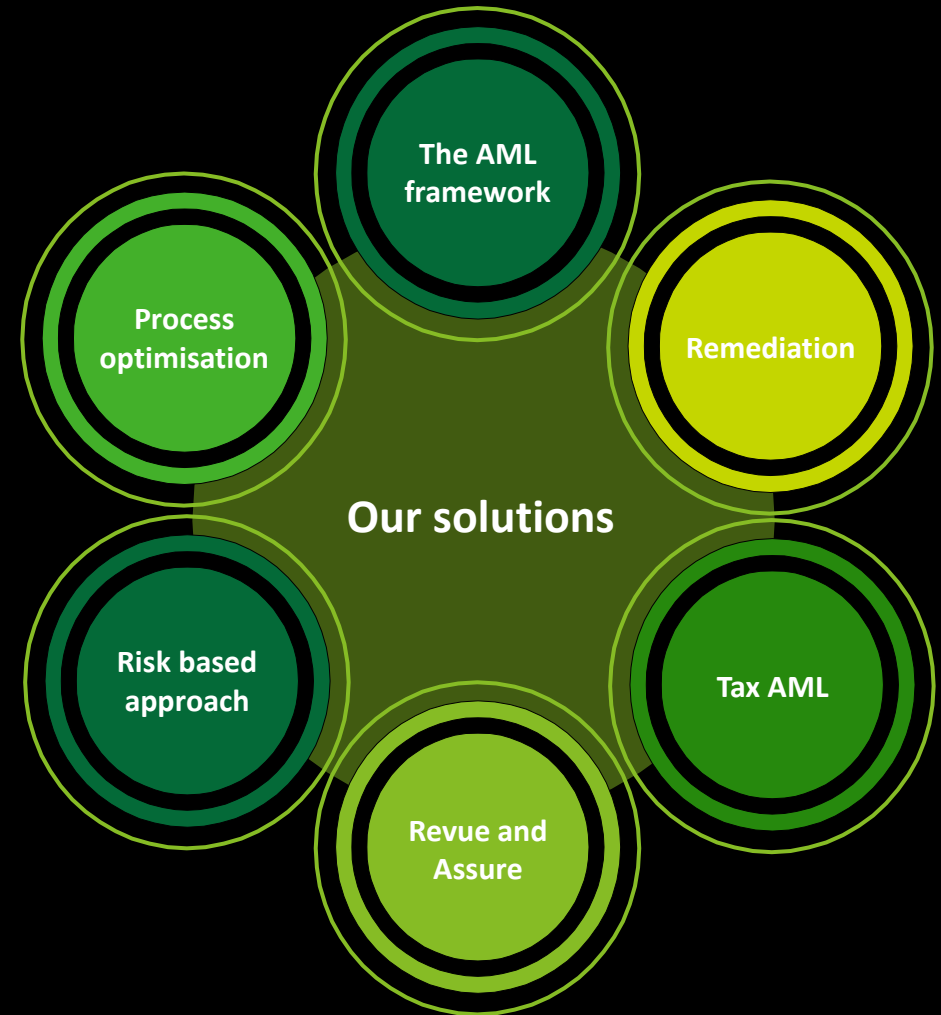 The AML
framework
Process
optimisation
Remediation
Our solutions
Risk based
approach
Tax AML
Revue and
Assure